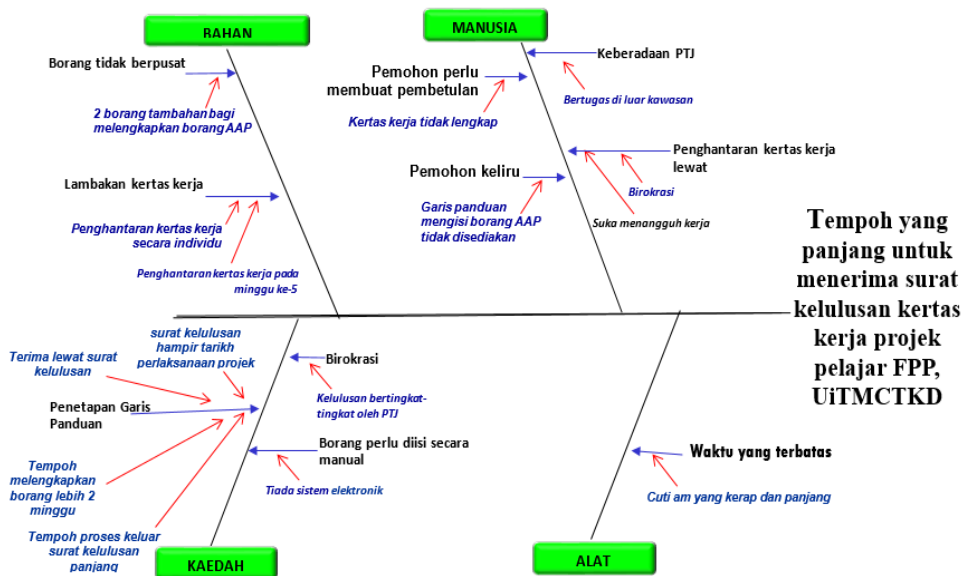 BAHAN
Borang tidak berpusat
2 borang tambahan bagi
melengkapkan borang AAP
Lambakan kertas kerja
Penghantaran kertas kerja
secara individu
Penghantaran kertas kerja pada
minggu ke-5
MANUSIA
Keberadaan PTJ
Bertugas di luar kawasan
Pemohon perlu
membuat pembetulan
Kertas kerja tidak lengkap
Penghantaran kertas kerja
lewat
Birokrasi
Suka menangguh kerja
Pemohon keliru
Garis panduan
mengisi borang AAP
tidak disediakan
Tempoh yang
panjang untuk
menerima surat
kelulusan kertas
kerja projek
pelajar FPP,
UiTMCTKD
surat kelulusan
hampir tarikh
perlaksanaan projek
Terima lewat surat
kelulusan
Penetapan Garis
Panduan
Tempoh
melengkapkan
borang lebih 2
minggu
Tempoh proses keluar
surat kelulusan
panjang
Birokrasi
Kelulusan bertingkat-
tingkat oleh PTJ
Borang perlu diisi secara
manual
Tiada sistem elektronik
KAEDAH
Waktu yang terbatas
Cuti am yang kerap dan panjang
ALAT